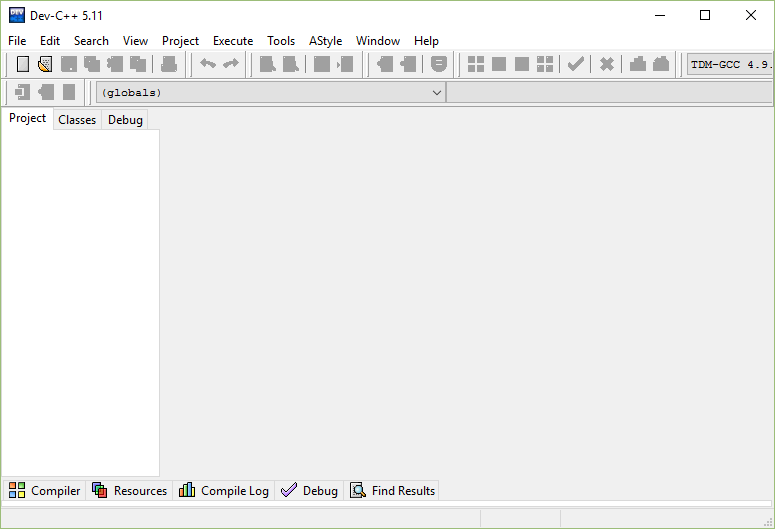 Dev-C++ 5.11
File Edit Search View Project Execute Tools AStyle Window Help
TDM-GCC 4.9.
(globals)
Project Classes Debug
Compiler Resources Compile Log Debug Find Results